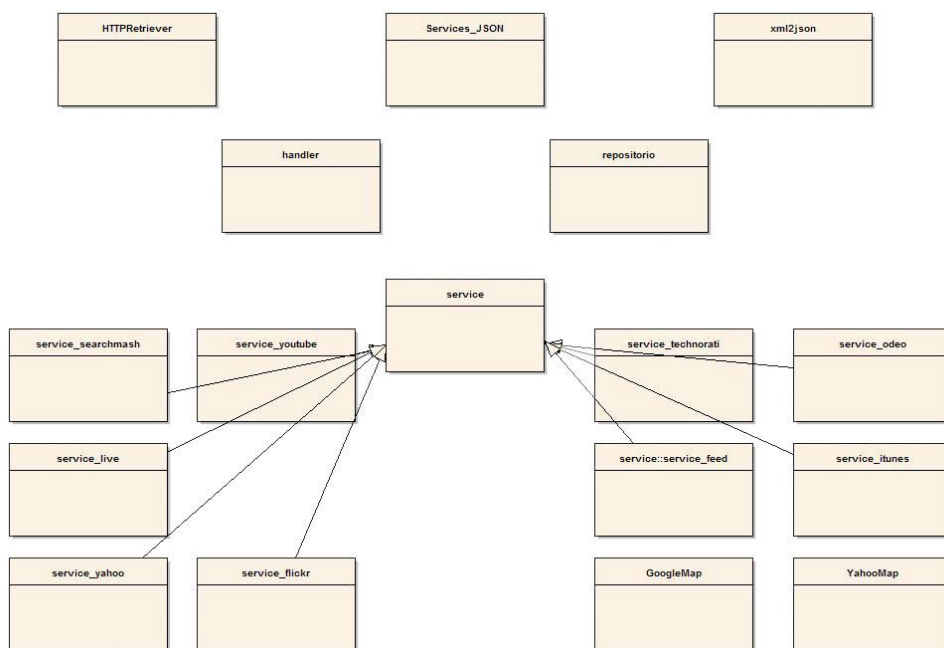 HTTPRetriever
Services_JSON
xml2json
handler
repositorio
service
service_searchmash
service_youtube
service_technorati
service_odeo
service_live
service::service_feed
service_itunes
service_yahoo
service_flickr
GoogleMap
YahooMap